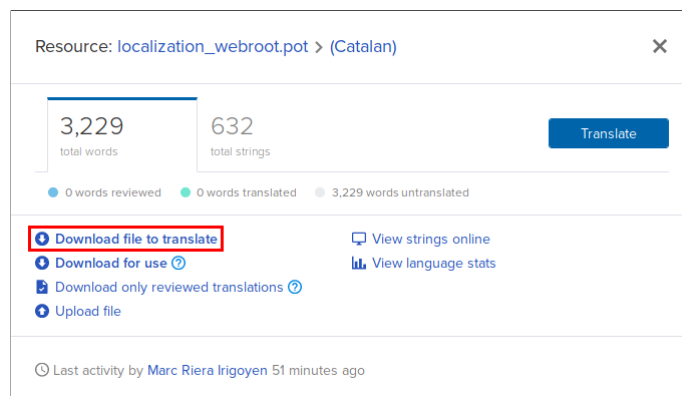 Resource: localization_webroot.pot > (Catalan)
3,229
total words
632
total strings
Translate
0 words reviewed 0 words translated 3,229 words untranslated
Download file to translate
Download for use
Download only reviewed translations
Upload file
View strings online
View language stats
Last activity by Marc Riera Irigoyen 51 minutes ago